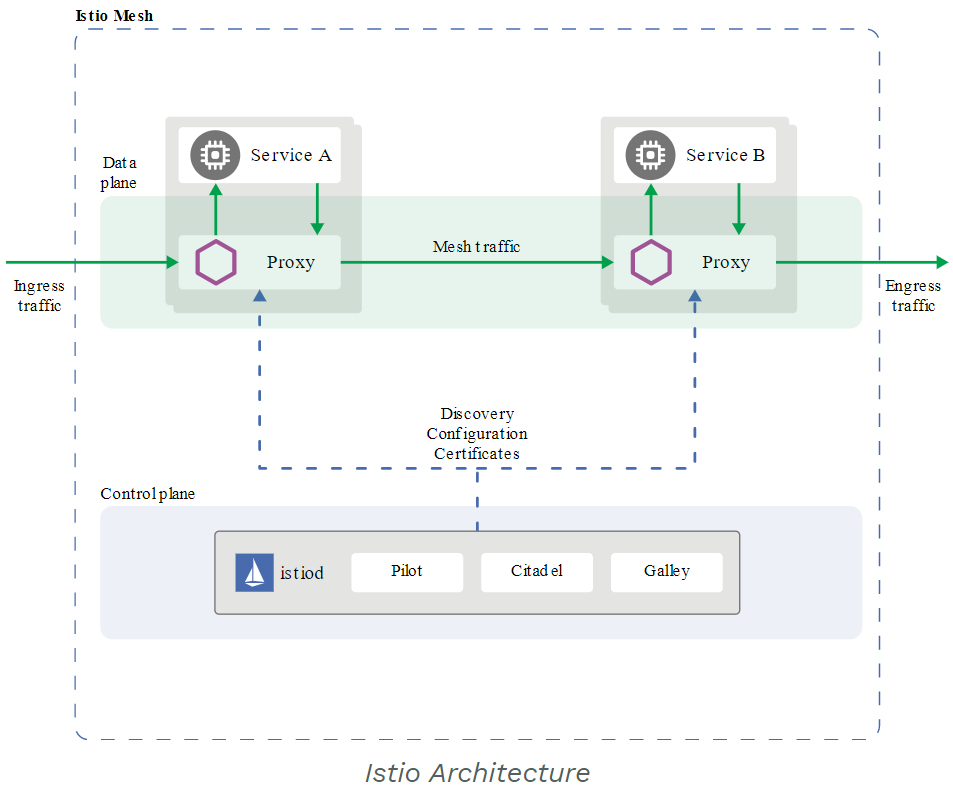 Istio Mesh
Data
plane
Service A
Service B
Proxy
Mesh traffic
Proxy
Ingress
traffic
Engress
traffic
Discovery
Configuration
Certificates
Control plane
istiod
Pilot
Citadel
Galley
Istio Architecture